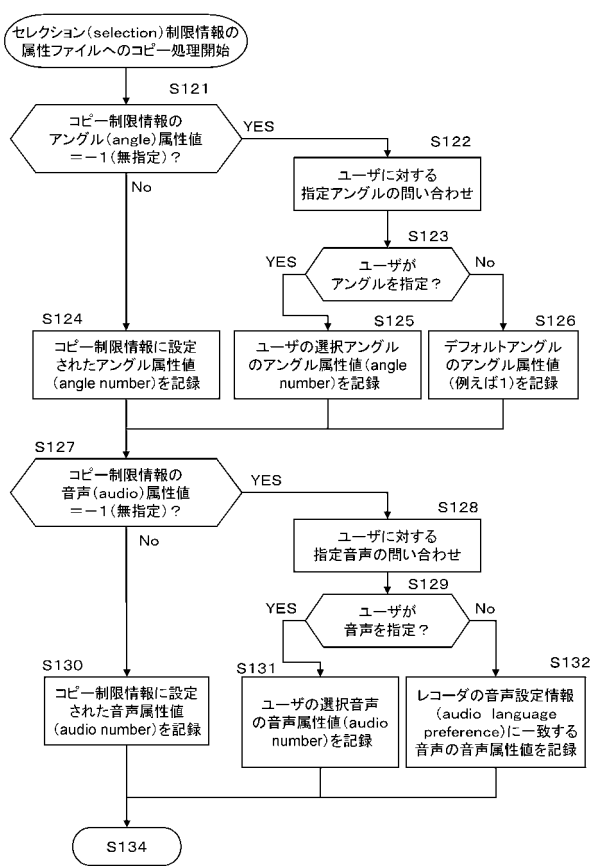 セレクション(selection)制限情報の
属性ファイルへのコピー処理開始
S121
コピー制限情報の
アングル(angle)属性値
=-1(無指定)?
YES
No
S122
ユーザに対する
指定アングルの問い合わせ
S123
ユーザが
アングルを指定?
YES
No
S124
コピー制限情報に設定
されたアングル属性値
(angle number)を記録
S125
ユーザの選択アングル
のアングル属性値(angle
number)を記録
S126
デフォルトアングル
のアングル属性値
(例えば1)を記録
S127
コピー制限情報の
音声(audio)属性値
=-1(無指定)?
YES
No
S128
ユーザに対する
指定音声の問い合わせ
S129
ユーザが
音声を指定?
YES
No
S130
コピー制限情報に設定
された音声属性値
(audio number)を記録
S131
ユーザの選択音声
の音声属性値(audio
number)を記録
S132
レコーダの音声設定情報
(audio language
preference)に一致する
音声の音声属性値を記録
S134